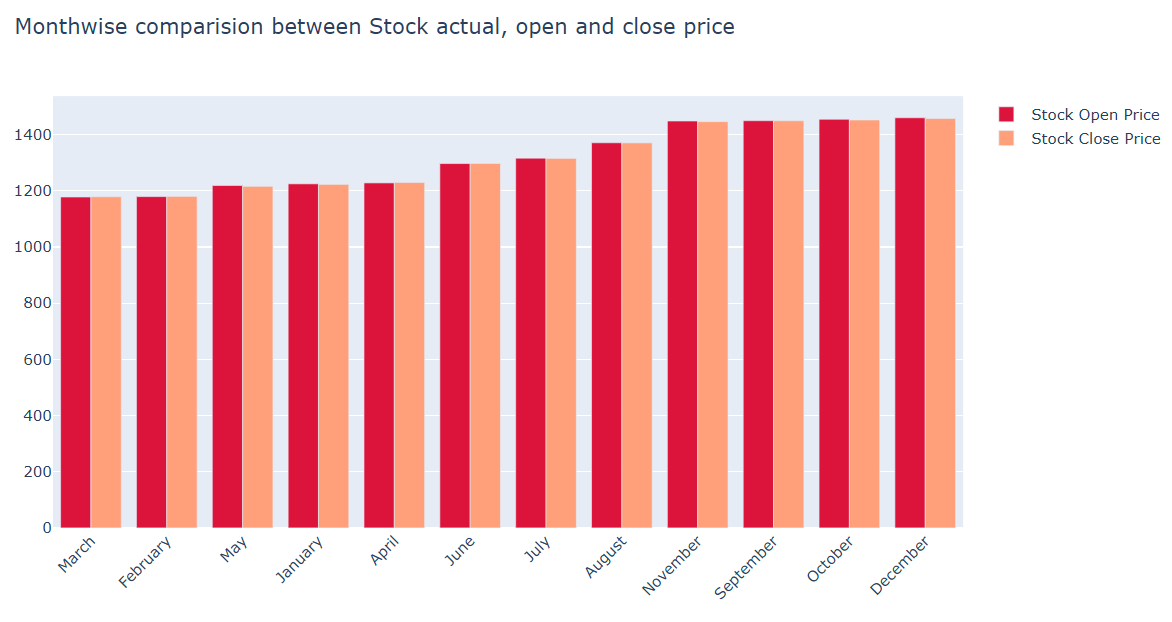 Monthwise comparision between Stock actual, open and close price
Stock Open Price
Stock Close Price
1400
1200
1000
800
600
400
200
0
March
February
May
January
April
June
July
August
November
September
October
December